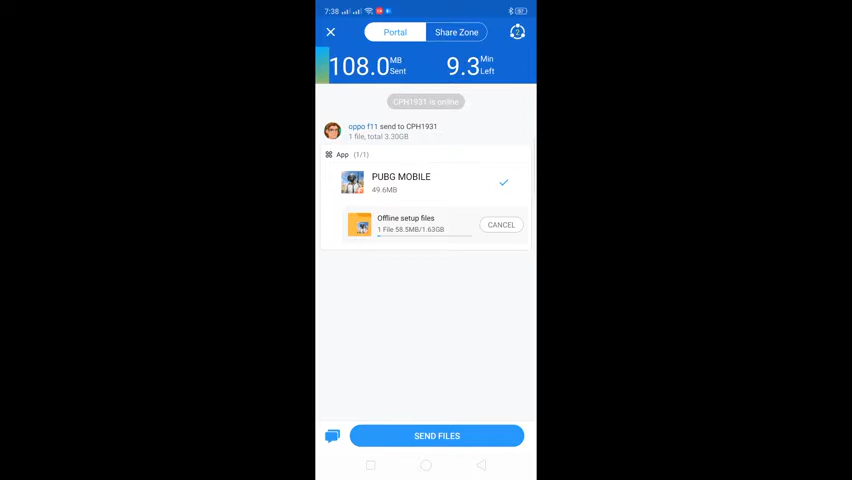 7:38
Portal
Share Zone
2
108.0 MB Sent
9.3 Min Left
CPH1931 is online
oppo f11 send to CPH1931
1 file, total 3.30GB
App (1/1)
PUBG MOBILE
49.6MB
Offline setup files
1 File 58.5MB/1.63GB
CANCEL
SEND FILES